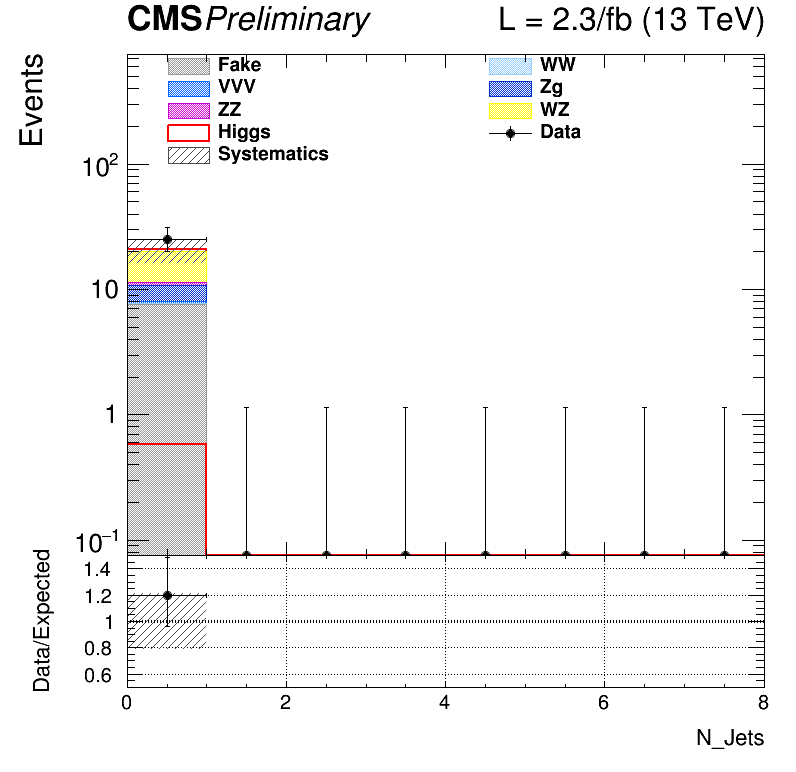 CMS Preliminary L = 2.3/fb (13 TeV)
Events
Fake WW
VVV Zg
ZZ WZ
Higgs Data
Systematics
10²
10
1
10⁻¹
Data/Expected
1.4
1.2
1
0.8
0.6
0 2 4 6 8
N_Jets